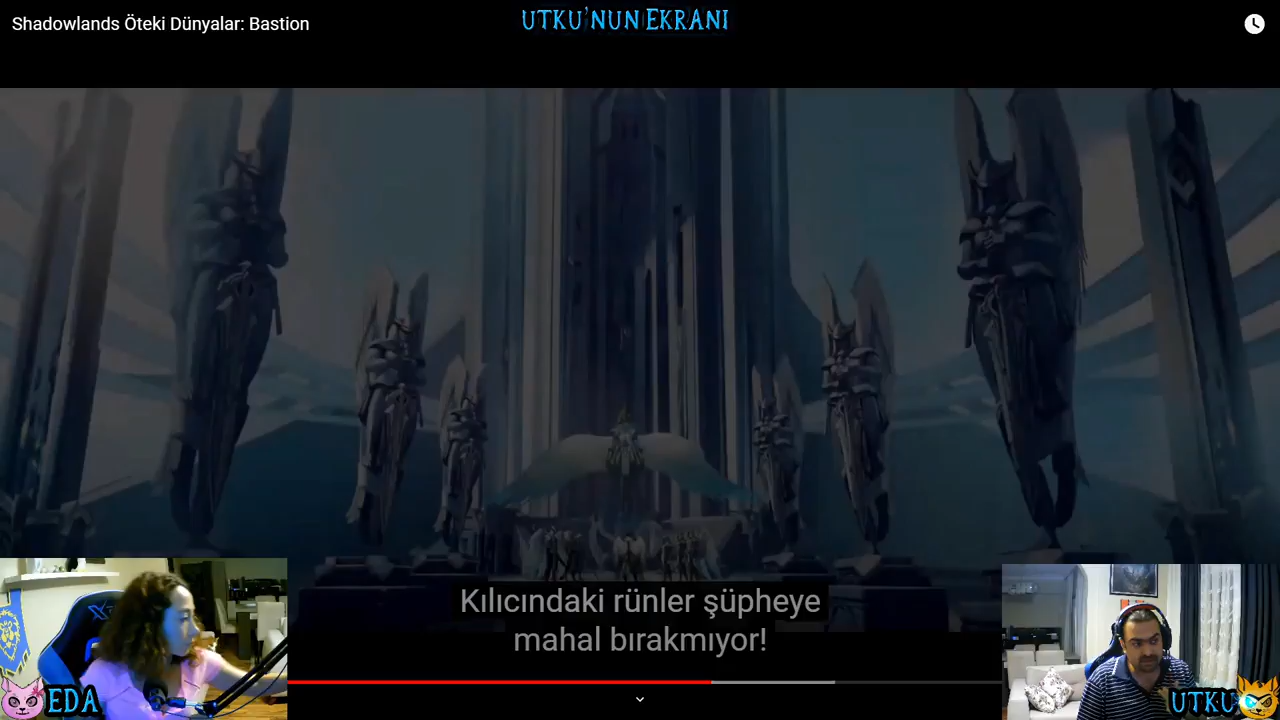 Shadowlands Öteki Dünyalar: Bastion
UTKU'NUN EKRANI
Kılıcındaki rünler şüpheye
mahal bırakmıyor!
EDA
UTKU